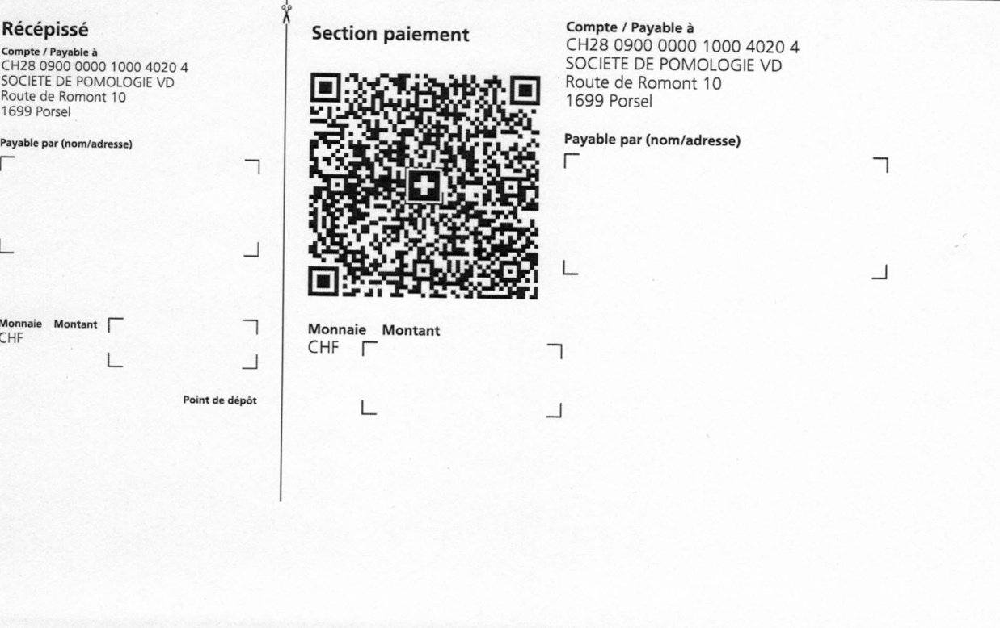 Récépissé
Compte / Payable à
CH28 0900 0000 1000 4020 4
SOCIETE DE POMOLOGIE VD
Route de Romont 10
1699 Porsel
Payable par (nom/adresse)
Monnaie Montant
CHF
Point de dépôt
Section paiement
Monnaie Montant
CHF
Compte / Payable à
CH28 0900 0000 1000 4020 4
SOCIETE DE POMOLOGIE VD
Route de Romont 10
1699 Porsel
Payable par (nom/adresse)